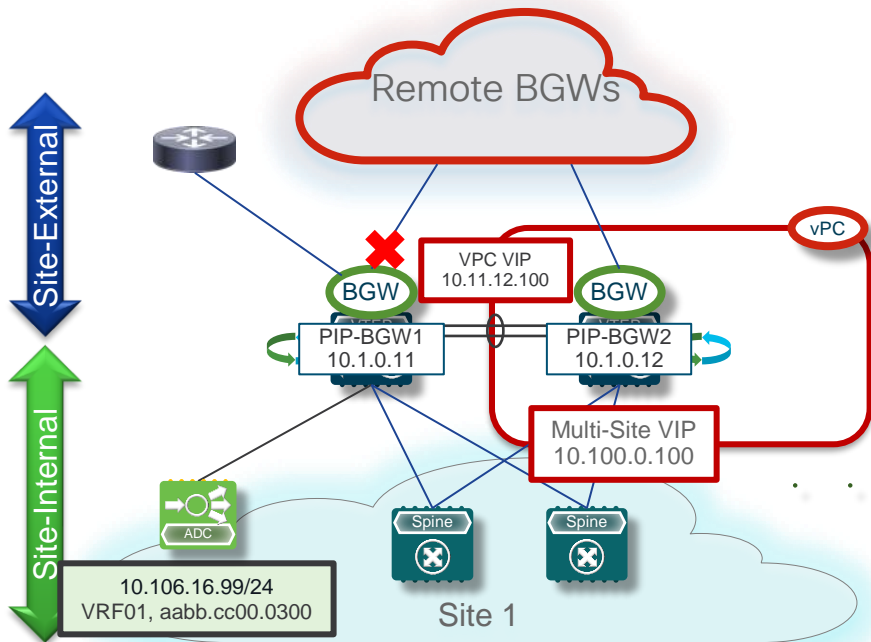 Remote BGWs
Site-External
vPC
VPC VIP
10.11.12.100
BGW
BGW
PIP-BGW1
10.1.0.11
PIP-BGW2
10.1.0.12
Multi-Site VIP
10.100.0.100
Site-Internal
ADC
Spine
Spine
10.106.16.99/24
VRF01, aabb.cc00.0300
Site 1